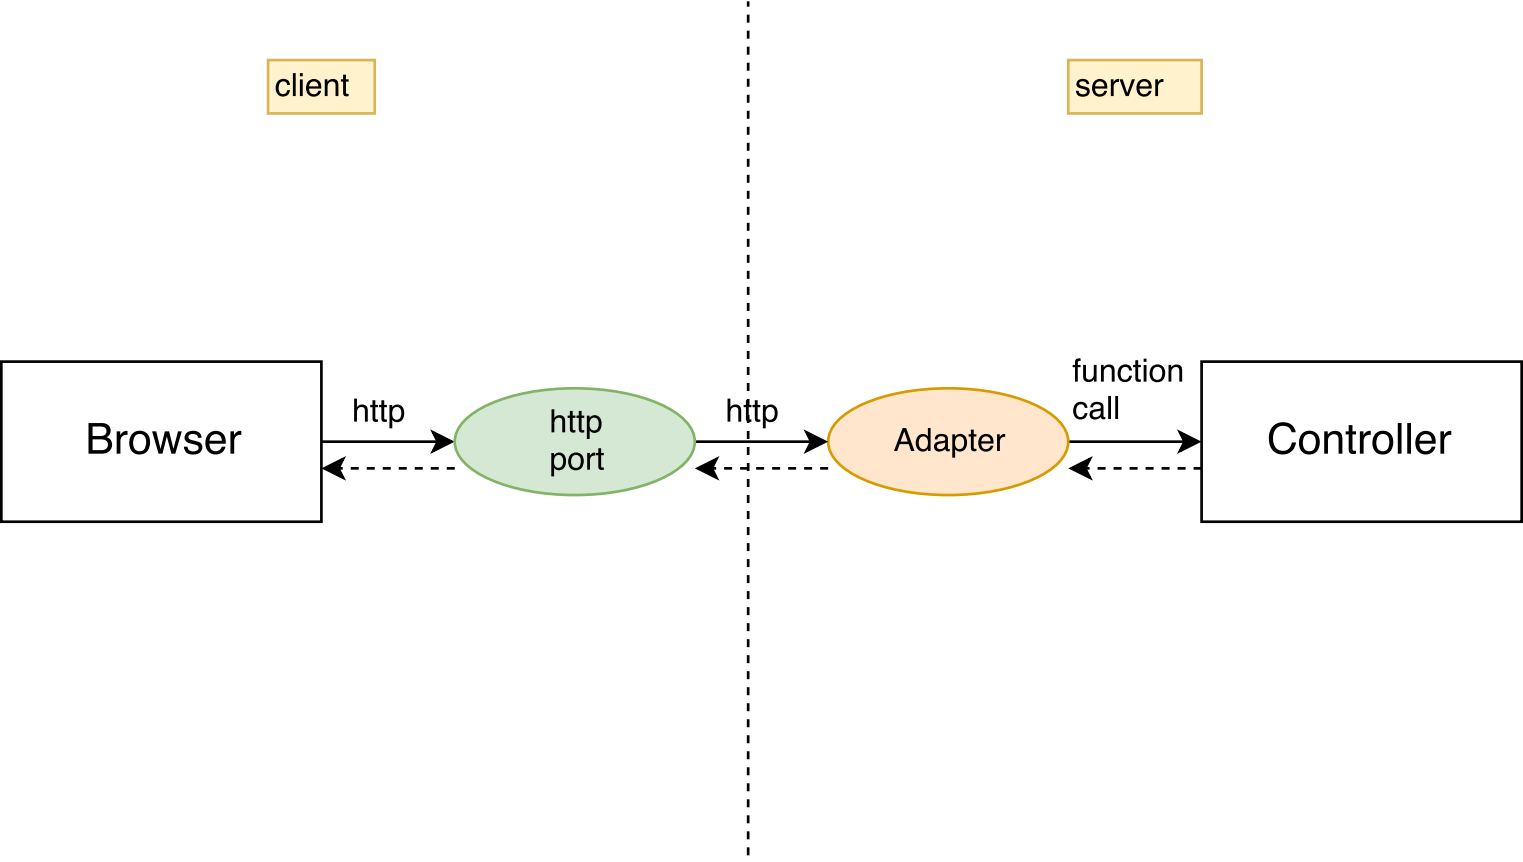 client
server
Browser
http
http
port
http
Adapter
function
call
Controller